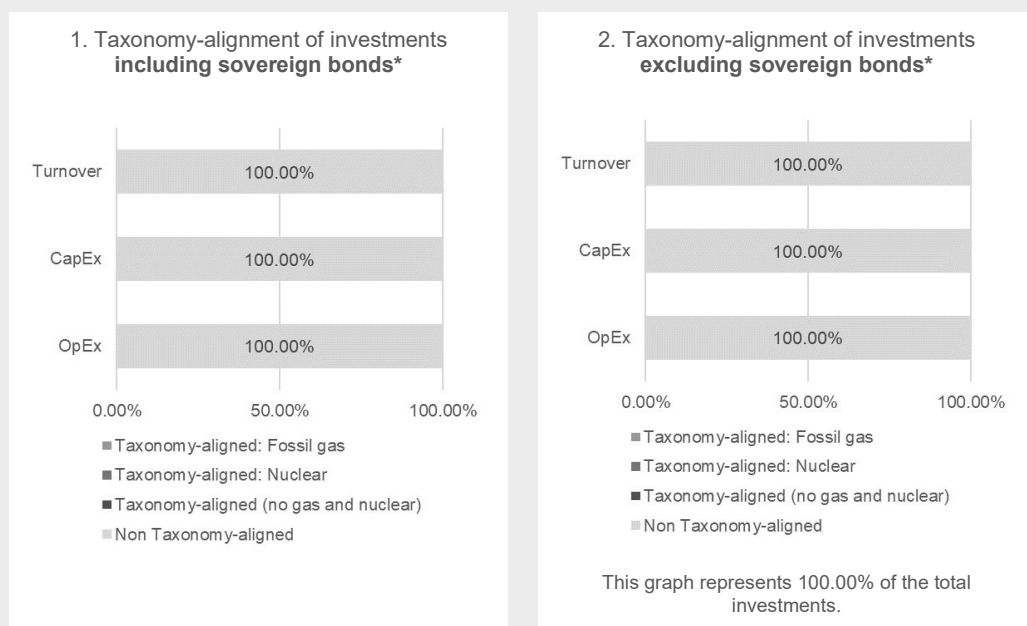 1. Taxonomy-alignment of investments
including sovereign bonds*
Turnover
100.00%
CapEx
100.00%
OpEx
100.00%
0.00%
50.00%
100.00%
Taxonomy-aligned: Fossil gas
Taxonomy-aligned: Nuclear
Taxonomy-aligned (no gas and nuclear)
Non Taxonomy-aligned
2. Taxonomy-alignment of investments
excluding sovereign bonds*
Turnover
100.00%
CapEx
100.00%
OpEx
100.00%
0.00%
50.00%
100.00%
Taxonomy-aligned: Fossil gas
Taxonomy-aligned: Nuclear
Taxonomy-aligned (no gas and nuclear)
Non Taxonomy-aligned
This graph represents 100.00% of the total
investments.